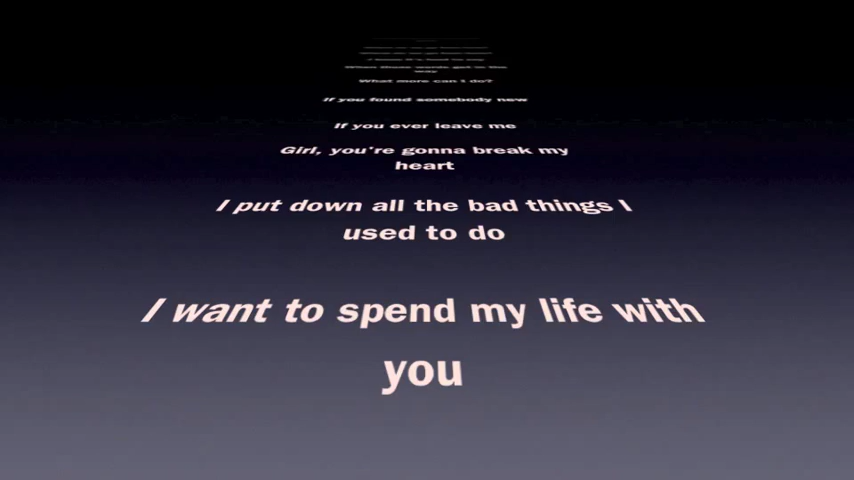 When these words get in the
way
What more can I do?
If you found somebody new
If you ever leave me
Girl, you're gonna break my
heart
I put down all the bad things I
used to do
I want to spend my life with
you